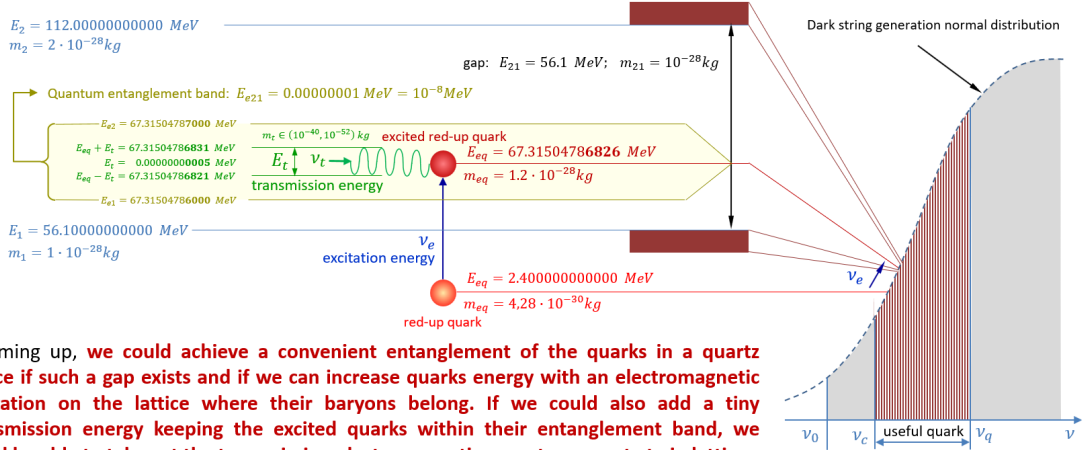 E₂ = 112.00000000000 MeV
m₂ = 2 · 10⁻²⁸kg
Dark string generation normal distribution
gap: E₂₁ = 56.1 MeV; m₂₁ = 10⁻²⁸kg
Quantum entanglement band: Eₑ₂₁ = 0.00000001 MeV = 10⁻⁸MeV
Eₑ₂ = 67.31504787000 MeV
mₜ ∈ (10⁻⁴⁰, 10⁻⁵²) kg
excited red-up quark
E_eq + Eₜ = 67.31504786831 MeV
Eₜ = 0.00000000005 MeV
E_eq − Eₜ = 67.31504786821 MeV
Eₜ νₜ
E_eq = 67.31504786826 MeV
m_eq = 1.2 · 10⁻²⁸kg
transmission energy
Eₑ₁ = 67.31504786000 MeV
E₁ = 56.10000000000 MeV
m₁ = 1 · 10⁻²⁸kg
νₑ
excitation energy
νₑ
E_eq = 2.400000000000 MeV
m_eq = 4,28 · 10⁻³⁰kg
red-up quark
ming up, we could achieve a convenient entanglement of the quarks in a quartz
ce if such a gap exists and if we can increase quarks energy with an electromagnetic
ation on the lattice where their baryons belong. If we could also add a tiny
smission energy keeping the excited quarks within their entanglement band, we
ν₀ ν_c useful quark ν_q ν